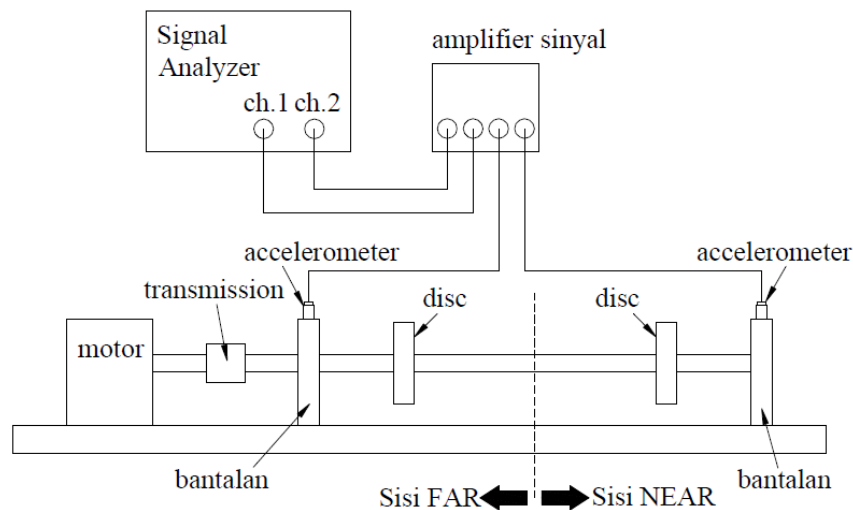 Signal
Analyzer
ch.1 ch.2
amplifier sinyal
accelerometer
accelerometer
transmission
disc
disc
motor
bantalan
bantalan
Sisi FAR
Sisi NEAR